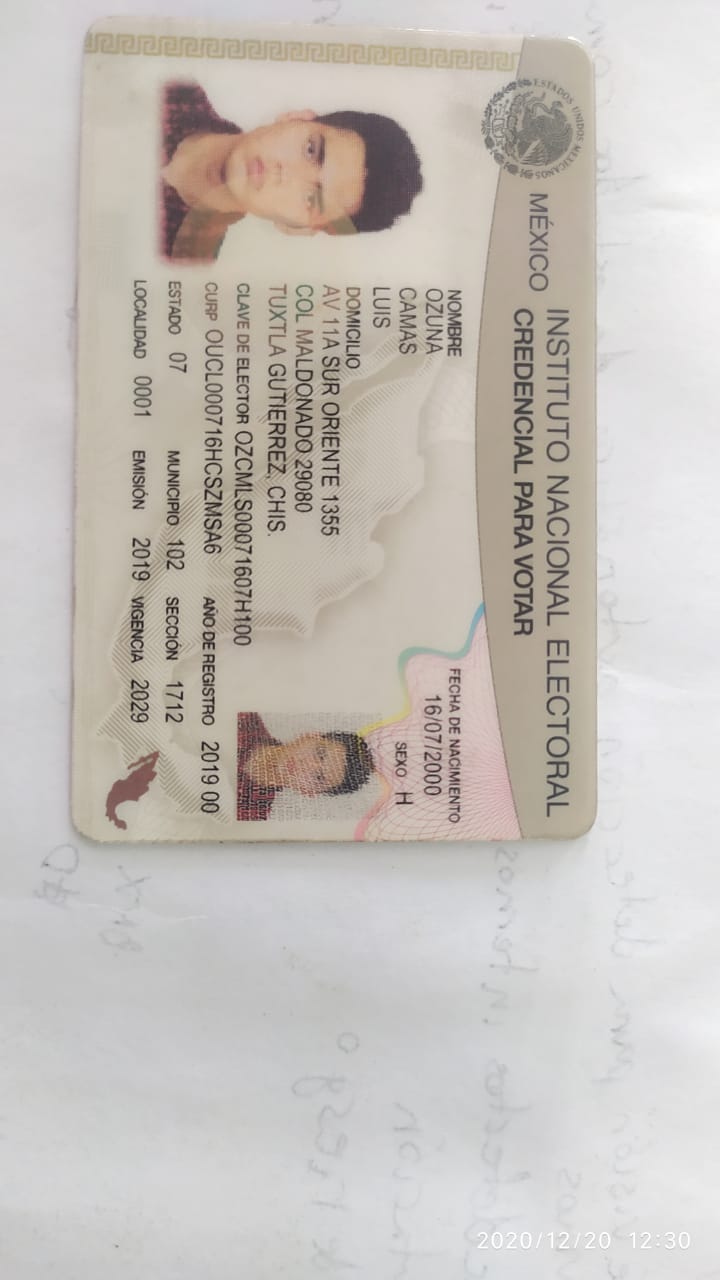 ESTADOS UNIDOS MEXICANOS
MÉXICO INSTITUTO NACIONAL ELECTORAL
CREDENCIAL PARA VOTAR
NOMBRE
OZUNA
CAMAS
LUIS
FECHA DE NACIMIENTO
16/07/2000
SEXO H
DOMICILIO
AV 11A SUR ORIENTE 1355
COL MALDONADO 29080
TUXTLA GUTIERREZ, CHIS.
CLAVE DE ELECTOR OZCMLS00071607H100
CURP OUCL000716HCSZMSA6 AÑO DE REGISTRO 2019 00
ESTADO 07 MUNICIPIO 102 SECCIÓN 1712
LOCALIDAD 0001 EMISIÓN 2019 VIGENCIA 2029
2020/12/20 12:30